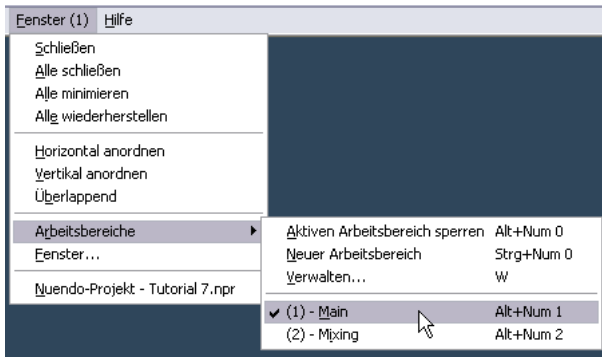 Fenster (1) Hilfe
Schließen
Alle schließen
Alle minimieren
Alle wiederherstellen
Horizontal anordnen
Vertikal anordnen
Überlappend
Arbeitsbereiche
Fenster...
Nuendo-Projekt - Tutorial 7.npr
Aktiven Arbeitsbereich sperren Alt+Num 0
Neuer Arbeitsbereich Strg+Num 0
Verwalten... W
(1) - Main Alt+Num 1
(2) - Mixing Alt+Num 2